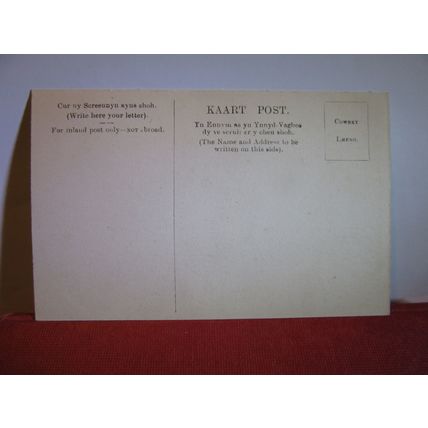 Cur dy Screeunyn ayns shoh.
(Write here your letter).
For inland post only—NOT abroad.
KAART POST.
Yn Ennym as yn Ynnyd-Vaghee
dy ve scruit er y cheu shoh.
(The Name and Address to be
written on this side).
COWREY
LHENO.